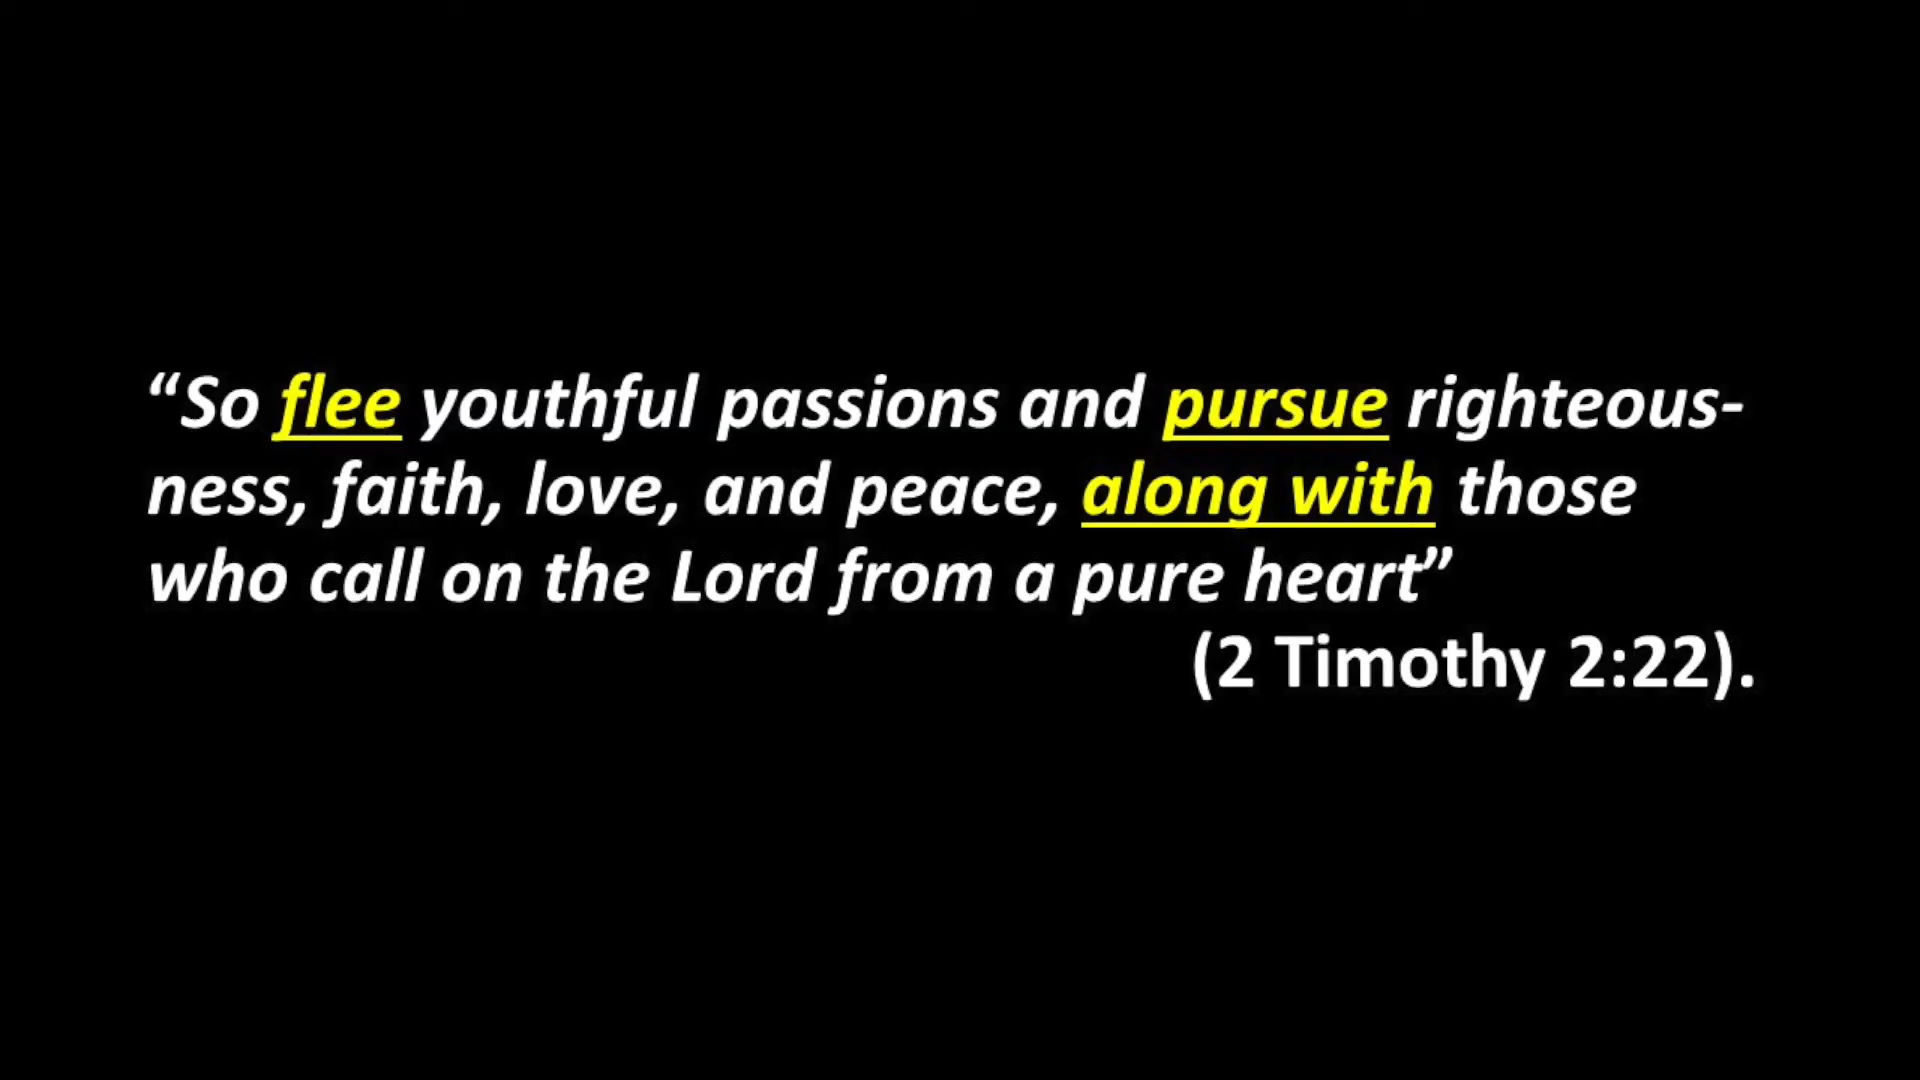 “So flee youthful passions and pursue righteous-
ness, faith, love, and peace, along with those
who call on the Lord from a pure heart”
(2 Timothy 2:22).